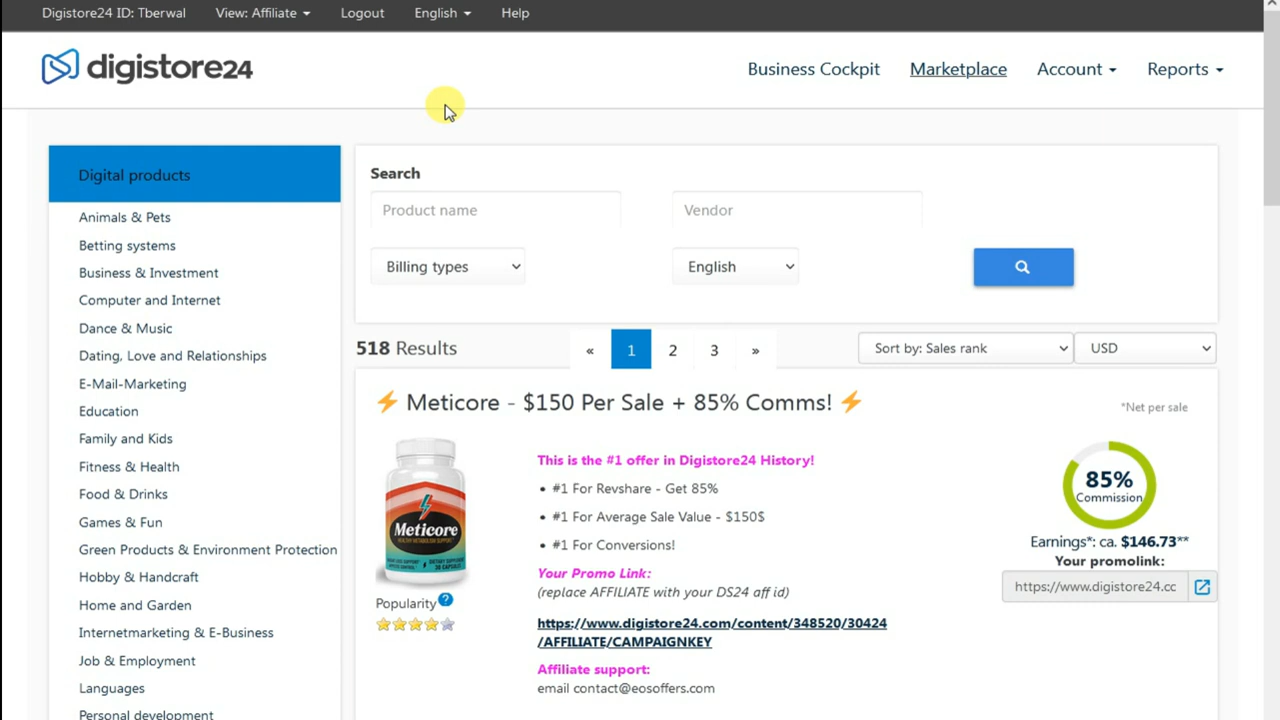 Digistore24 ID: Tberwal View: Affiliate Logout English Help
digistore24
Business Cockpit Marketplace Account Reports
Digital products
Animals & Pets
Betting systems
Business & Investment
Computer and Internet
Dance & Music
Dating, Love and Relationships
E-Mail-Marketing
Education
Family and Kids
Fitness & Health
Food & Drinks
Games & Fun
Green Products & Environment Protection
Hobby & Handcraft
Home and Garden
Internetmarketing & E-Business
Job & Employment
Languages
Personal development
Search
Product name Vendor
Billing types English
518 Results « 1 2 3 » Sort by: Sales rank USD
⚡ Meticore - $150 Per Sale + 85% Comms! ⚡
*Net per sale
Meticore
Popularity ?
This is the #1 offer in Digistore24 History!
• #1 For Revshare - Get 85%
• #1 For Average Sale Value - $150$
• #1 For Conversions!
Your Promo Link:
(replace AFFILIATE with your DS24 aff id)
https://www.digistore24.com/content/348520/30424
/AFFILIATE/CAMPAIGNKEY
Affiliate support:
email contact@eosoffers.com
85%
Commission
Earnings*: ca. $146.73**
Your promolink:
https://www.digistore24.cc